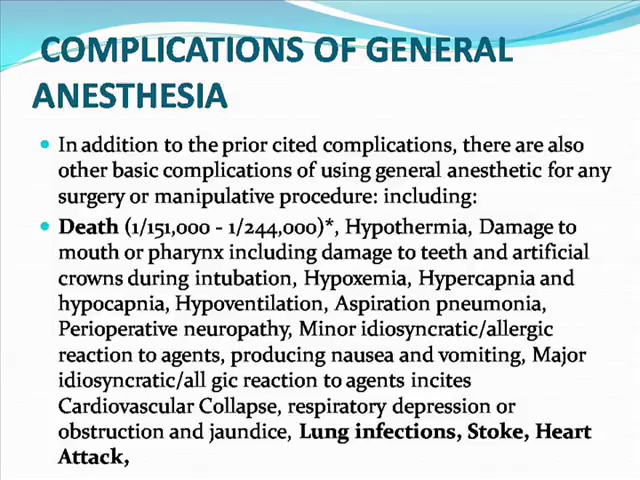 COMPLICATIONS OF GENERAL
ANESTHESIA
• In addition to the prior cited complications, there are also
other basic complications of using general anesthetic for any
surgery or manipulative procedure: including:
• Death (1/151,000 - 1/244,000)*, Hypothermia, Damage to
mouth or pharynx including damage to teeth and artificial
crowns during intubation, Hypoxemia, Hypercapnia and
hypocapnia, Hypoventilation, Aspiration pneumonia,
Perioperative neuropathy, Minor idiosyncratic/allergic
reaction to agents, producing nausea and vomiting, Major
idiosyncratic/all gic reaction to agents incites
Cardiovascular Collapse, respiratory depression or
obstruction and jaundice, Lung infections, Stoke, Heart
Attack,